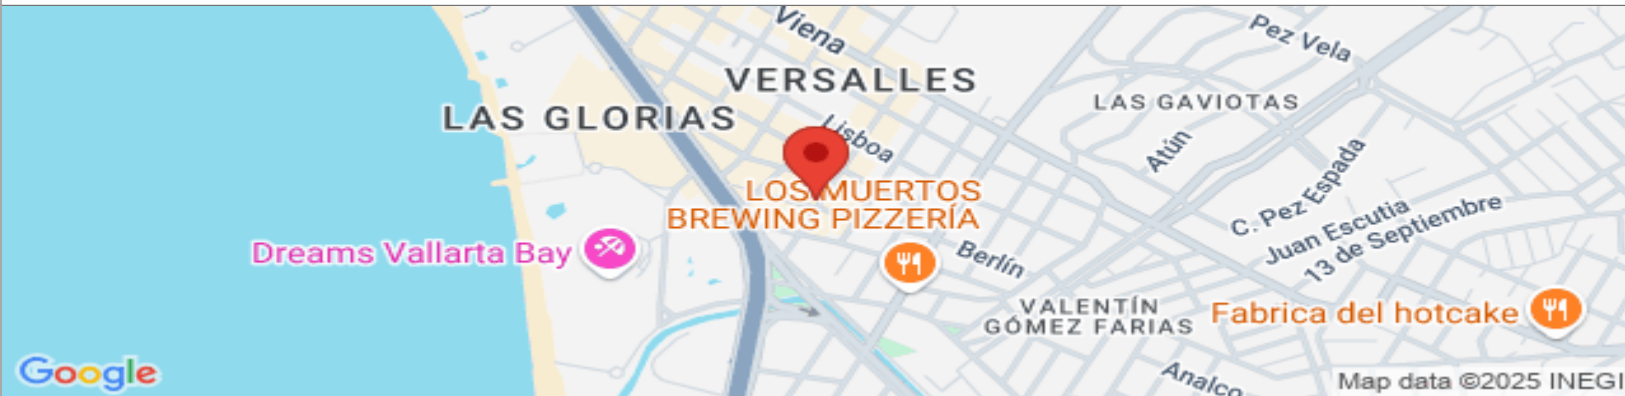 Viena
Pez Vela
VERSALLES
LAS GAVIOTAS
LAS GLORIAS
Lisboa
Atún
C. Pez Espada
LOS MUERTOS
BREWING PIZZERÍA
Juan Escutia
13 de Septiembre
Dreams Vallarta Bay
Berlín
VALENTÍN
GÓMEZ FARIAS
Fabrica del hotcake
Google
Analco
Map data ©2025 INEGI